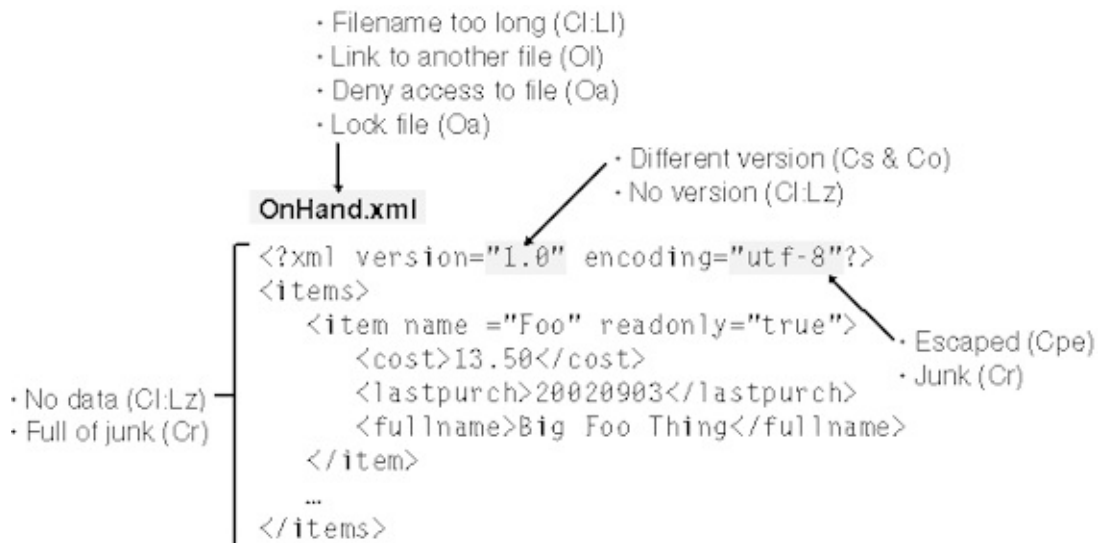 · Filename too long (Cl:Ll)
· Link to another file (Ol)
· Deny access to file (Oa)
· Lock file (Oa)
· Different version (Cs & Co)
· No version (Cl:Lz)
OnHand.xml
<?xml version="1.0" encoding="utf-8"?>
<items>
<item name ="Foo" readonly="true">
<cost>13.50</cost>
<lastpurch>20020903</lastpurch>
<fullname>Big Foo Thing</fullname>
</item>
…
</items>
· Escaped (Cpe)
· Junk (Cr)
· No data (Cl:Lz)
· Full of junk (Cr)